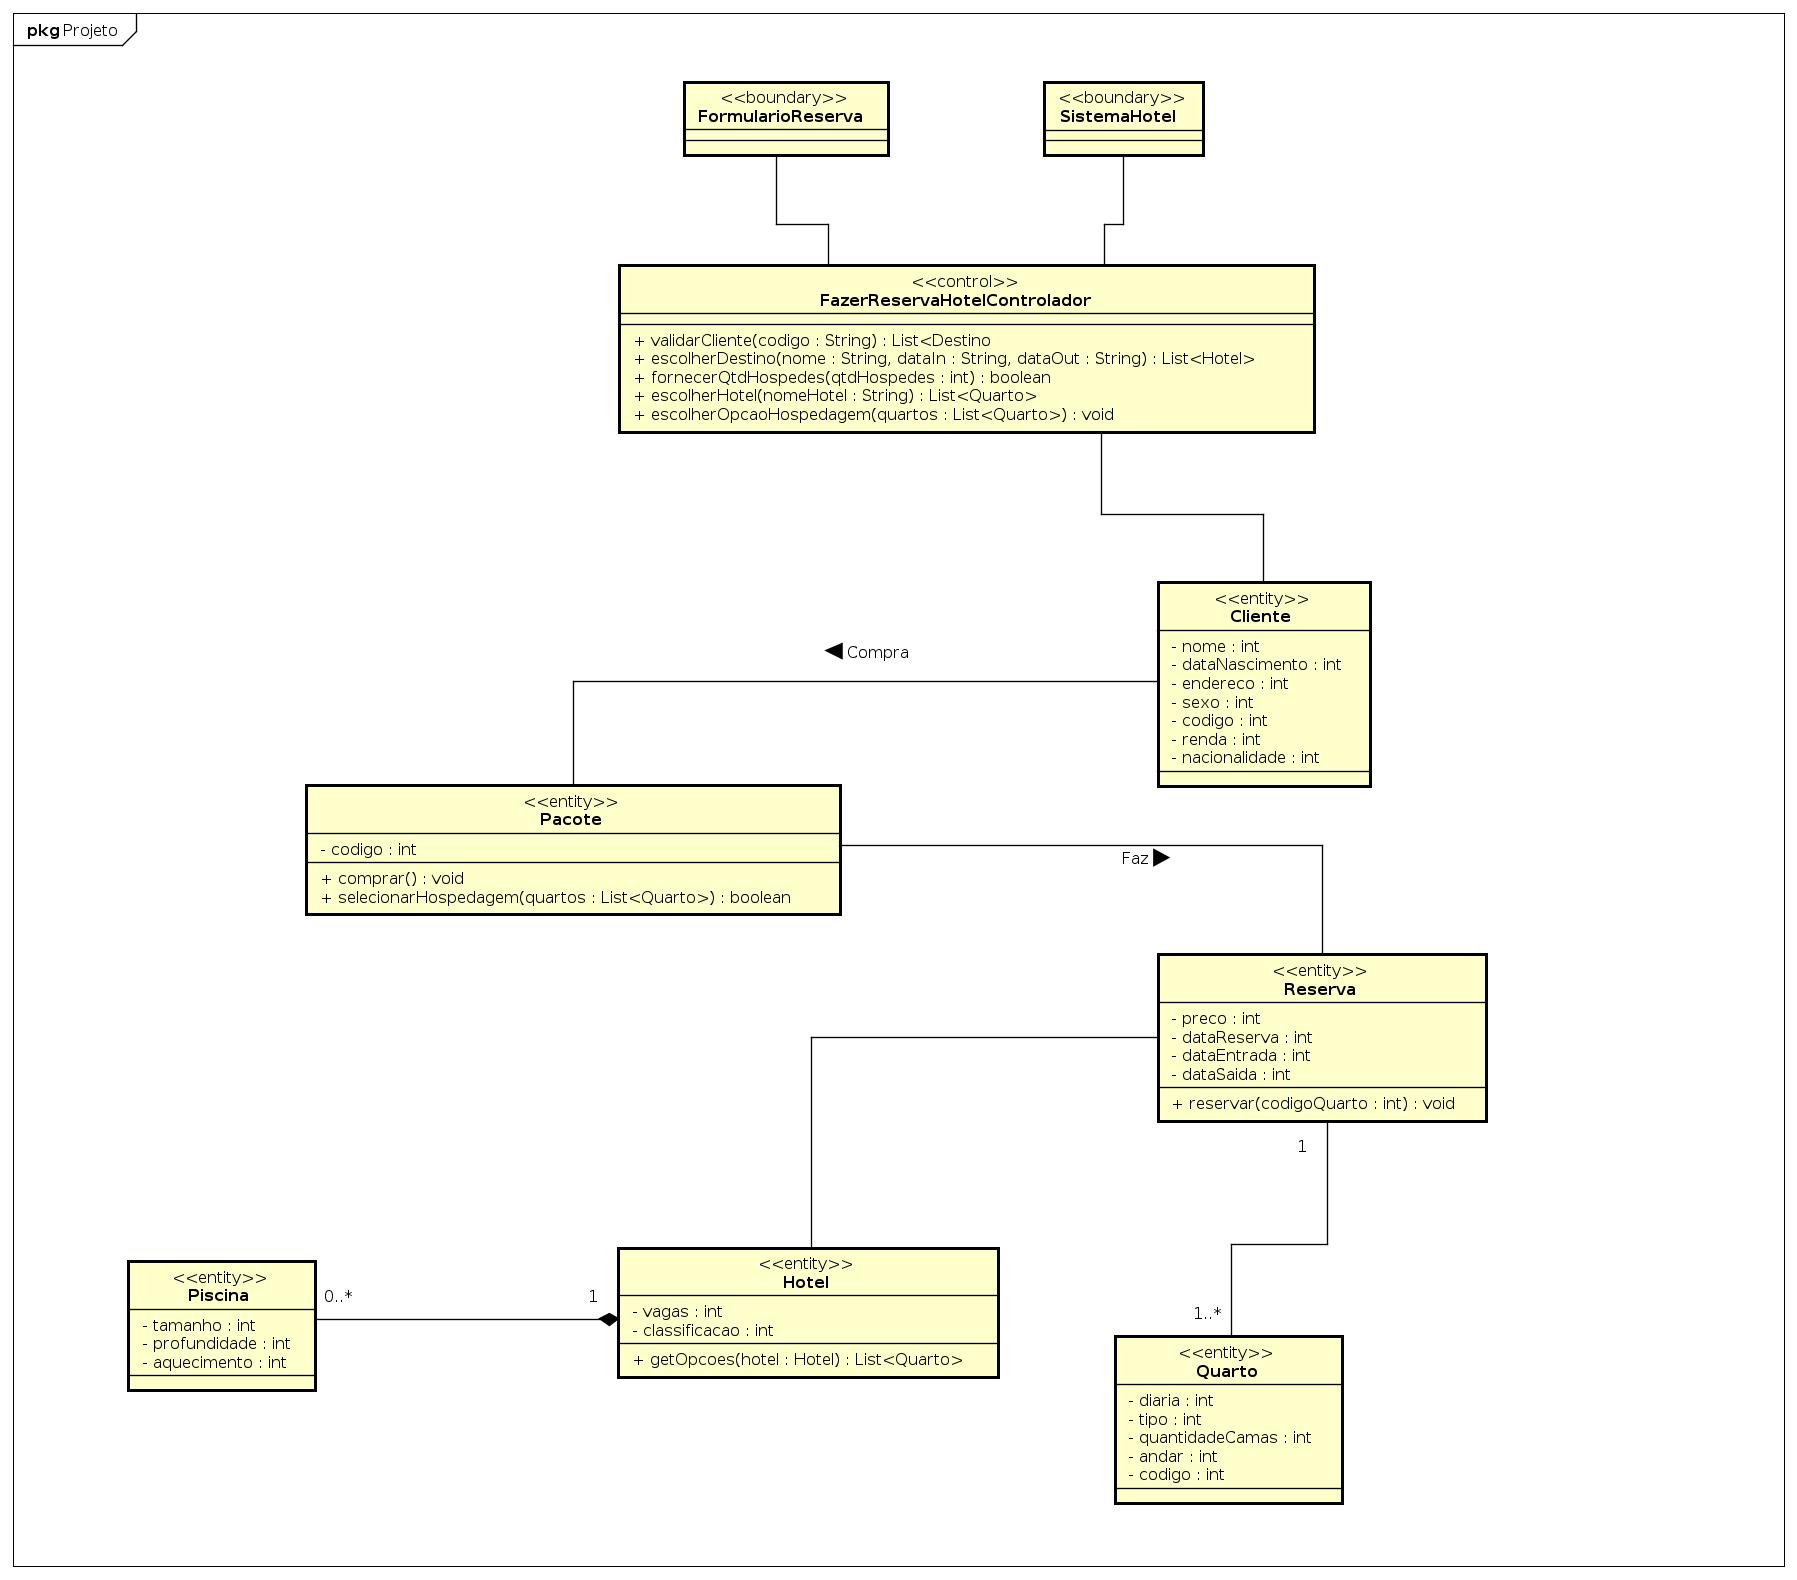 pkg Projeto
<<boundary>>
FormularioReserva
<<boundary>>
SistemaHotel
<<control>>
FazerReservaHotelControlador
+ validarCliente(codigo : String) : List<Destino
+ escolherDestino(nome : String, dataIn : String, dataOut : String) : List<Hotel>
+ fornecerQtdHospedes(qtdHospedes : int) : boolean
+ escolherHotel(nomeHotel : String) : List<Quarto>
+ escolherOpcaoHospedagem(quartos : List<Quarto>) : void
<<entity>>
Cliente
- nome : int
- dataNascimento : int
- endereco : int
- sexo : int
- codigo : int
- renda : int
- nacionalidade : int
Compra
<<entity>>
Pacote
- codigo : int
+ comprar() : void
+ selecionarHospedagem(quartos : List<Quarto>) : boolean
Faz
<<entity>>
Reserva
- preco : int
- dataReserva : int
- dataEntrada : int
- dataSaida : int
+ reservar(codigoQuarto : int) : void
1
1..*
<<entity>>
Piscina
- tamanho : int
- profundidade : int
- aquecimento : int
0..*
1
<<entity>>
Hotel
- vagas : int
- classificacao : int
+ getOpcoes(hotel : Hotel) : List<Quarto>
<<entity>>
Quarto
- diaria : int
- tipo : int
- quantidadeCamas : int
- andar : int
- codigo : int